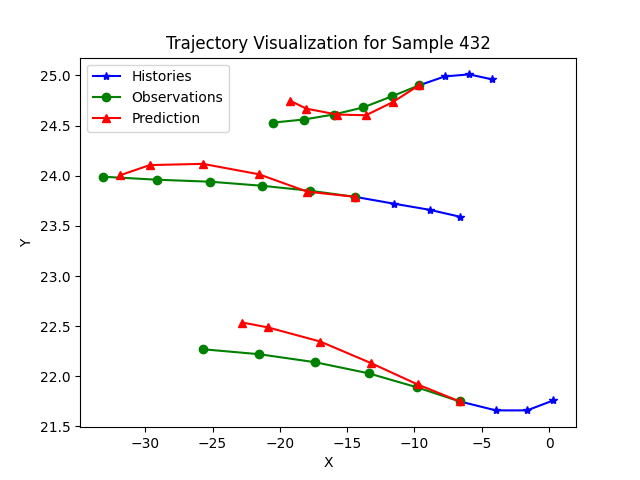 Trajectory Visualization for Sample 432
Histories
Observations
Prediction
25.0
24.5
24.0
23.5
23.0
22.5
22.0
21.5
Y
−30
−25
−20
−15
−10
−5
0
X